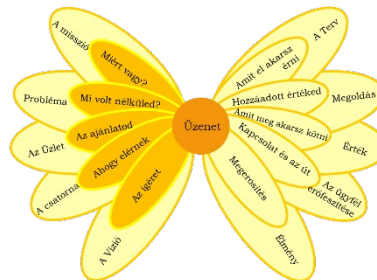 A misszió
Miért vagy?
Probléma
Mi volt nélküled?
Az Üzlet
Az ajánlatod
A csatorna
Ahogy elérnek
A Vízió
Az ígéret
Üzenet
A Terv
Amit el akarsz
érni
Megoldás
Hozzáadott értéked
Érték
Amit meg akarsz kötni
Az ügyfél
erőfeszítése
Kapcsolat és az út
Élmény
Megerősítés